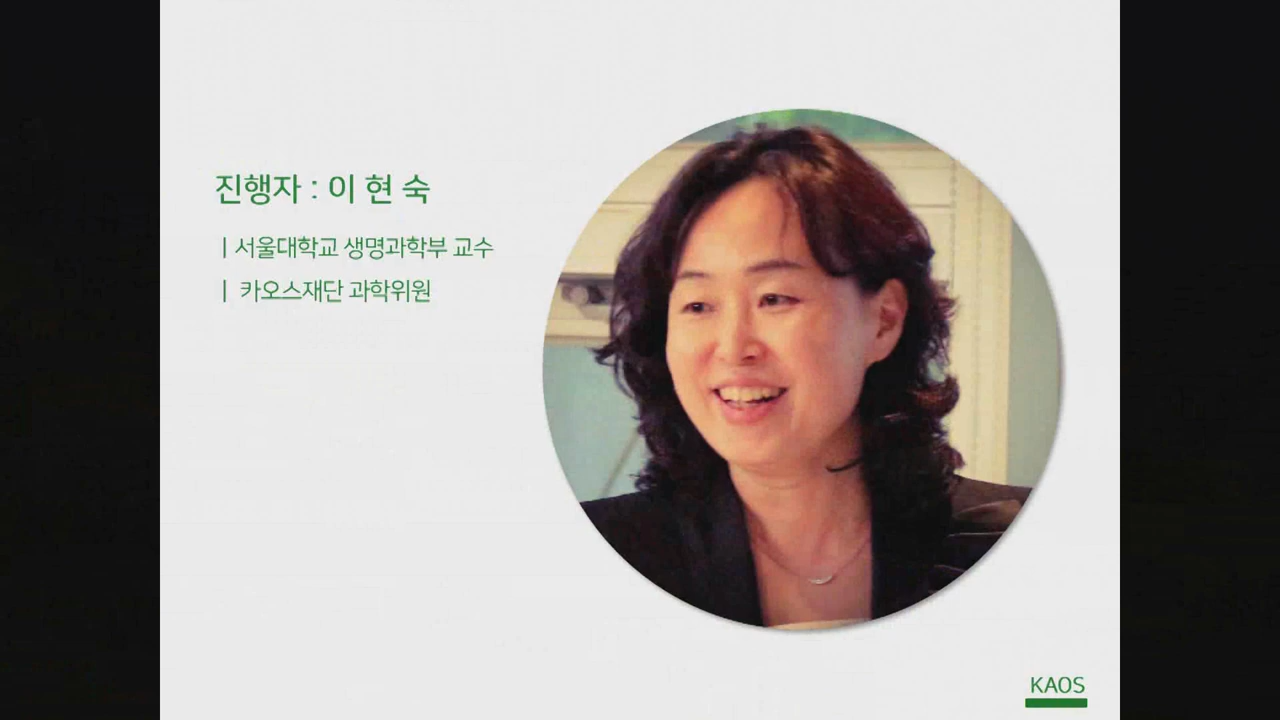 진행자 : 이 현 숙
| 서울대학교 생명과학부 교수
| 카오스재단 과학위원
KAOS